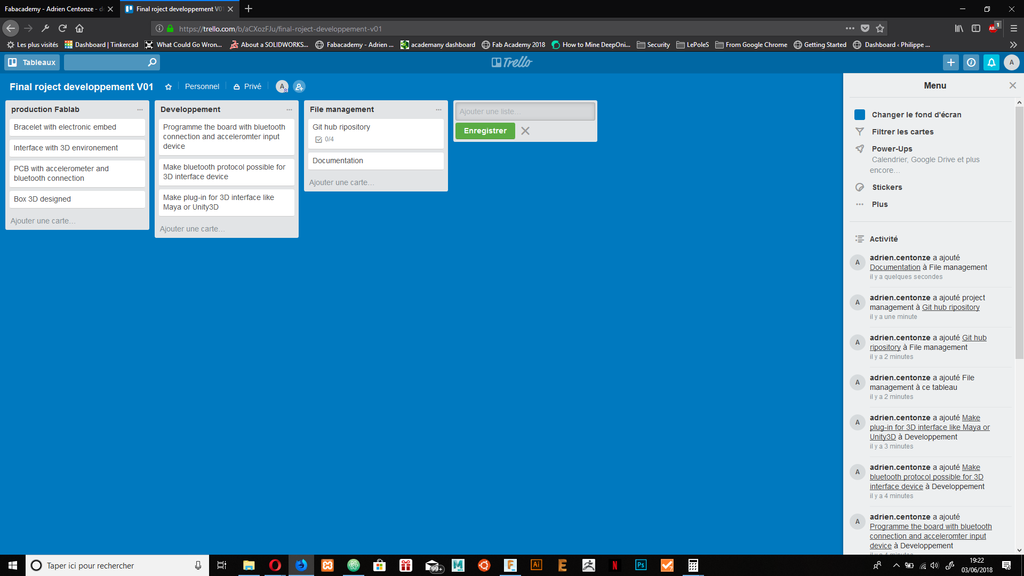 Fabacademy - Adrien Centonze - d
Final roject developpement V01
https://trello.com/b/aCXozFJu/final-roject-developpement-v01
Les plus visités
Dashboard | Tinkercad
What Could Go Wron...
About a SOLIDWORKS...
Fabacademy - Adrien ...
academany dashboard
Fab Academy 2018
How to Mine DeepOni...
Security
LePoleS
From Google Chrome
Getting Started
Dashboard ‹ Philippe ...
Tableaux
Trello
A
Final roject developpement V01
Personnel
Privé
A
production Fablab
Bracelet with electronic embed
Interface with 3D environement
PCB with accelerometer and
bluetooth connection
Box 3D designed
Ajouter une carte...
Developpement
Programme the board with bluetooth
connection and acceleromter input
device
Make bluetooth protocol possible for
3D interface device
Make plug-in for 3D interface like
Maya or Unity3D
Ajouter une carte...
File management
Git hub ripository
0/4
Documentation
Ajouter une carte...
Ajouter une liste...
Enregistrer
Menu
Changer le fond d'écran
Filtrer les cartes
Power-Ups
Calendrier, Google Drive et plus
encore...
Stickers
Plus
Activité
A
adrien.centonze a ajouté
Documentation à File management
il y a quelques secondes
A
adrien.centonze a ajouté project
management à Git hub ripository
il y a une minute
A
adrien.centonze a ajouté Git hub
ripository à File management
il y a 2 minutes
A
adrien.centonze a ajouté File
management à ce tableau
il y a 2 minutes
A
adrien.centonze a ajouté Make
plug-in for 3D interface like Maya or
Unity3D à Developpement
il y a 3 minutes
A
adrien.centonze a ajouté Make
bluetooth protocol possible for 3D
interface device à Developpement
il y a 4 minutes
A
adrien.centonze a ajouté
Programme the board with bluetooth
connection and acceleromter input
device à Developpement
Taper ici pour rechercher
99+
Ai
Ps
19:22
03/06/2018